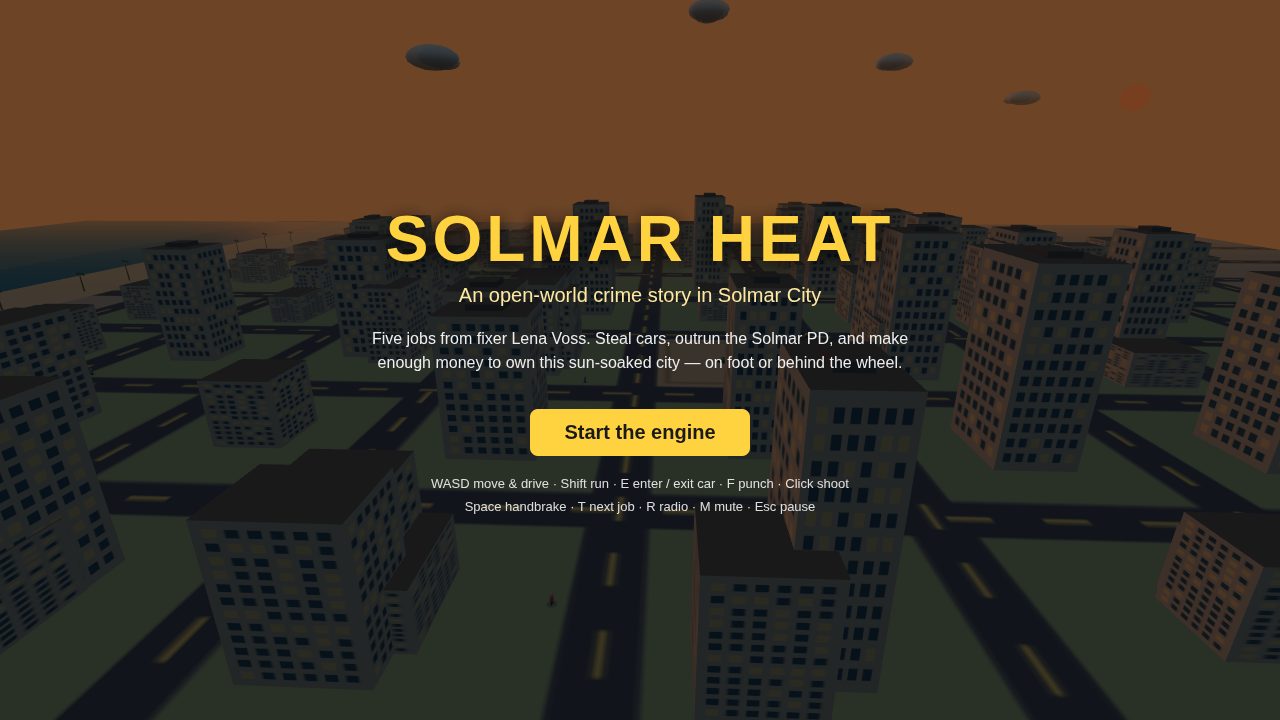 SOLMAR HEAT
An open-world crime story in Solmar City
Five jobs from fixer Lena Voss. Steal cars, outrun the Solmar PD, and make
enough money to own this sun-soaked city — on foot or behind the wheel.
Start the engine
WASD move & drive · Shift run · E enter / exit car · F punch · Click shoot
Space handbrake · T next job · R radio · M mute · Esc pause